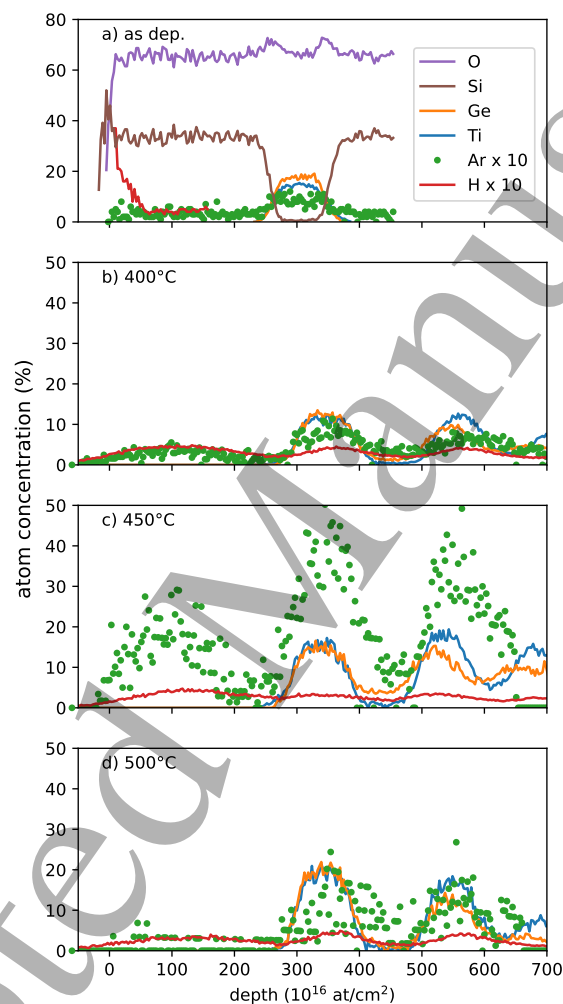 a) as dep.
80
60
40
20
0
O
Si
Ge
Ti
Ar x 10
H x 10
b) 400°C
50
40
30
20
10
0
atom concentration (%)
c) 450°C
50
40
30
20
10
0
d) 500°C
50
40
30
20
10
0
0 100 200 300 400 500 600 700
depth (10¹⁶ at/cm²)
pted Manus